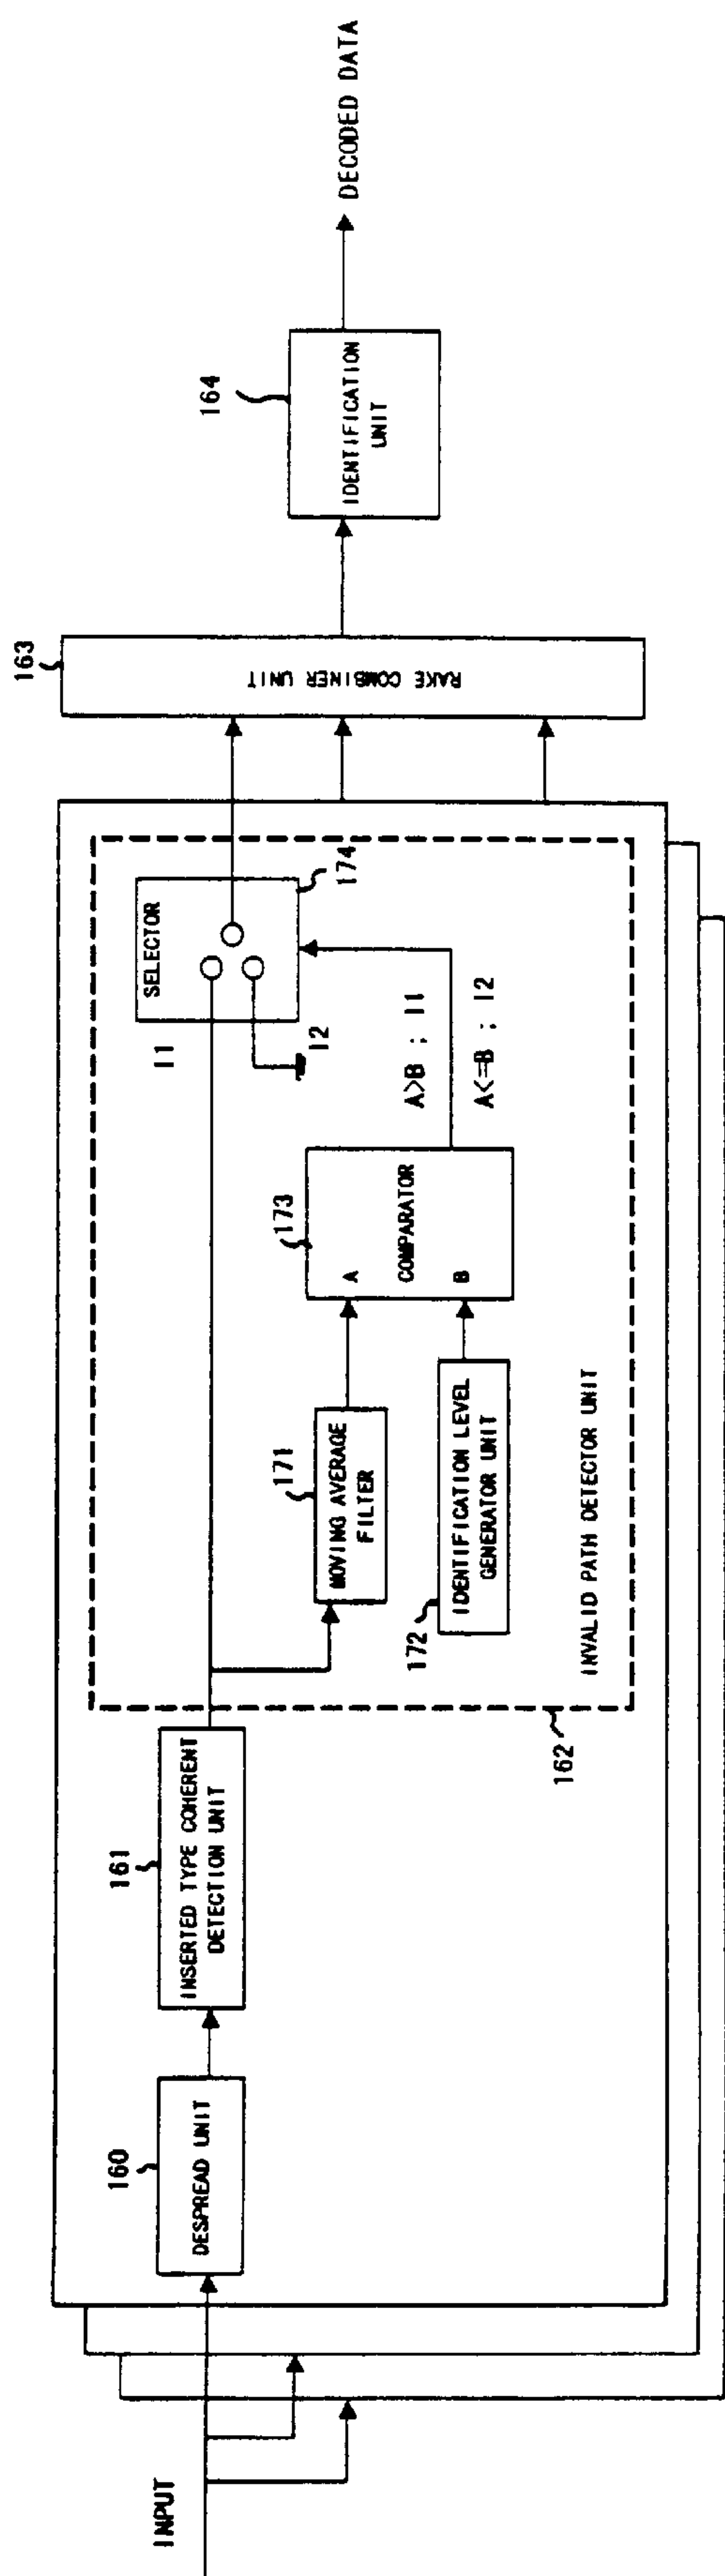 INPUT
160
DESPREAD UNIT
161
INSERTED TYPE COHERENT
DETECTION UNIT
162
INVALID PATH DETECTOR UNIT
171
MOVING AVERAGE
FILTER
172
IDENTIFICATION LEVEL
GENERATOR UNIT
173
A
COMPARATOR
B
A>B ; I1
A<=B ; I2
I1
I2
SELECTOR
174
163
RAKE COMBINER UNIT
164
IDENTIFICATION
UNIT
DECODED DATA